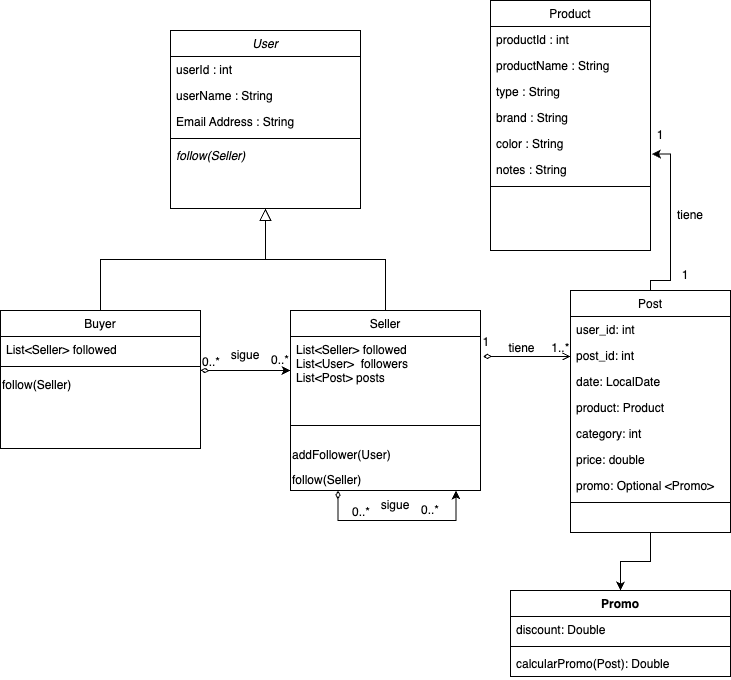 User
userId : int
userName : String
Email Address : String
follow(Seller)
Product
productId : int
productName : String
type : String
brand : String
color : String
notes : String
1
tiene
1
Buyer
List<Seller> followed
follow(Seller)
0..*
sigue
0..*
Seller
List<Seller> followed
List<User>  followers
List<Post> posts
addFollower(User)
follow(Seller)
0..*
sigue
0..*
1
tiene
1..*
Post
user_id: int
post_id: int
date: LocalDate
product: Product
category: int
price: double
promo: Optional <Promo>
Promo
discount: Double
calcularPromo(Post): Double